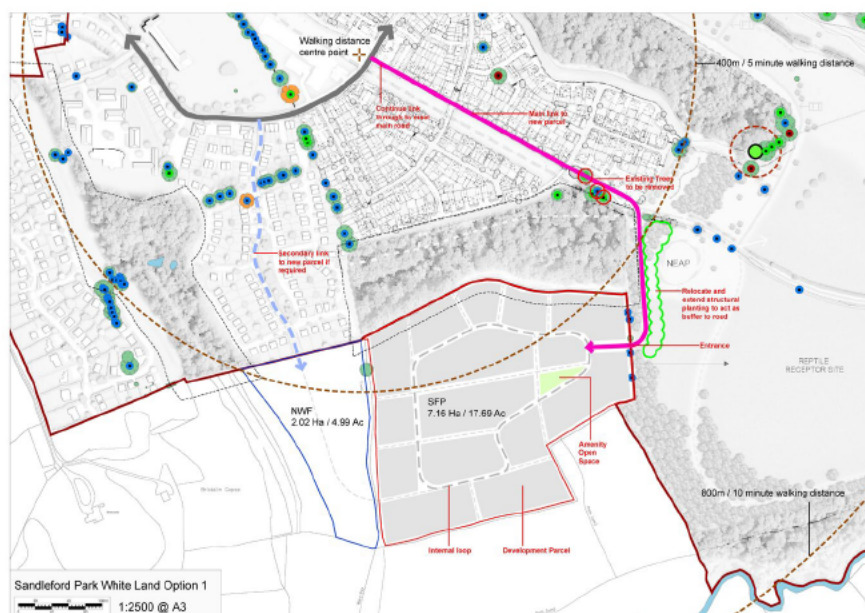 Walking distance
centre point
400m / 5 minute walking distance
Continue link
through to
main road
Main link to
new parcel
Existing Trees
to be removed
Secondary link
to new parcel if
required
NEAP
Relocate and
extend structural
planting to act as
buffer to road
Entrance
REPTILE
RECEPTOR SITE
NWF
2.02 Ha / 4.99 Ac
SFP
7.16 Ha / 17.69 Ac
Amenity
Open
Space
800m / 10 minute walking distance
Internal loop
Development Parcel
Sandleford Park White Land Option 1
1:2500 @ A3